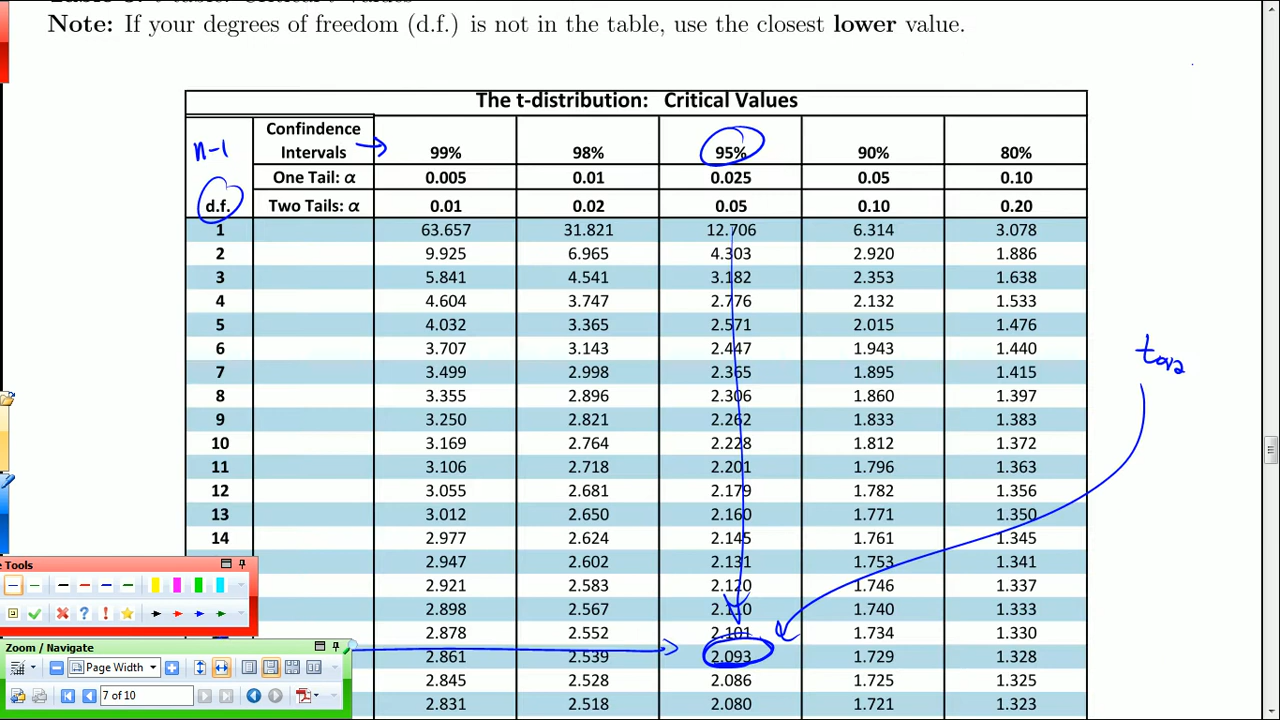 Note: If your degrees of freedom (d.f.) is not in the table, use the closest lower value.
The t-distribution: Critical Values
n-1 Confindence Intervals 99% 98% 95% 90% 80%
One Tail: α 0.005 0.01 0.025 0.05 0.10
d.f. Two Tails: α 0.01 0.02 0.05 0.10 0.20
1 63.657 31.821 12.706 6.314 3.078
2 9.925 6.965 4.303 2.920 1.886
3 5.841 4.541 3.182 2.353 1.638
4 4.604 3.747 2.776 2.132 1.533
5 4.032 3.365 2.571 2.015 1.476
6 3.707 3.143 2.447 1.943 1.440
7 3.499 2.998 2.365 1.895 1.415
8 3.355 2.896 2.306 1.860 1.397
9 3.250 2.821 2.262 1.833 1.383
10 3.169 2.764 2.228 1.812 1.372
11 3.106 2.718 2.201 1.796 1.363
12 3.055 2.681 2.179 1.782 1.356
13 3.012 2.650 2.160 1.771 1.350
14 2.977 2.624 2.145 1.761 1.345
2.947 2.602 2.131 1.753 1.341
2.921 2.583 2.120 1.746 1.337
2.898 2.567 2.110 1.740 1.333
2.878 2.552 2.101 1.734 1.330
2.861 2.539 2.093 1.729 1.328
2.845 2.528 2.086 1.725 1.325
2.831 2.518 2.080 1.721 1.323
e Tools
Zoom / Navigate
Page Width
7 of 10